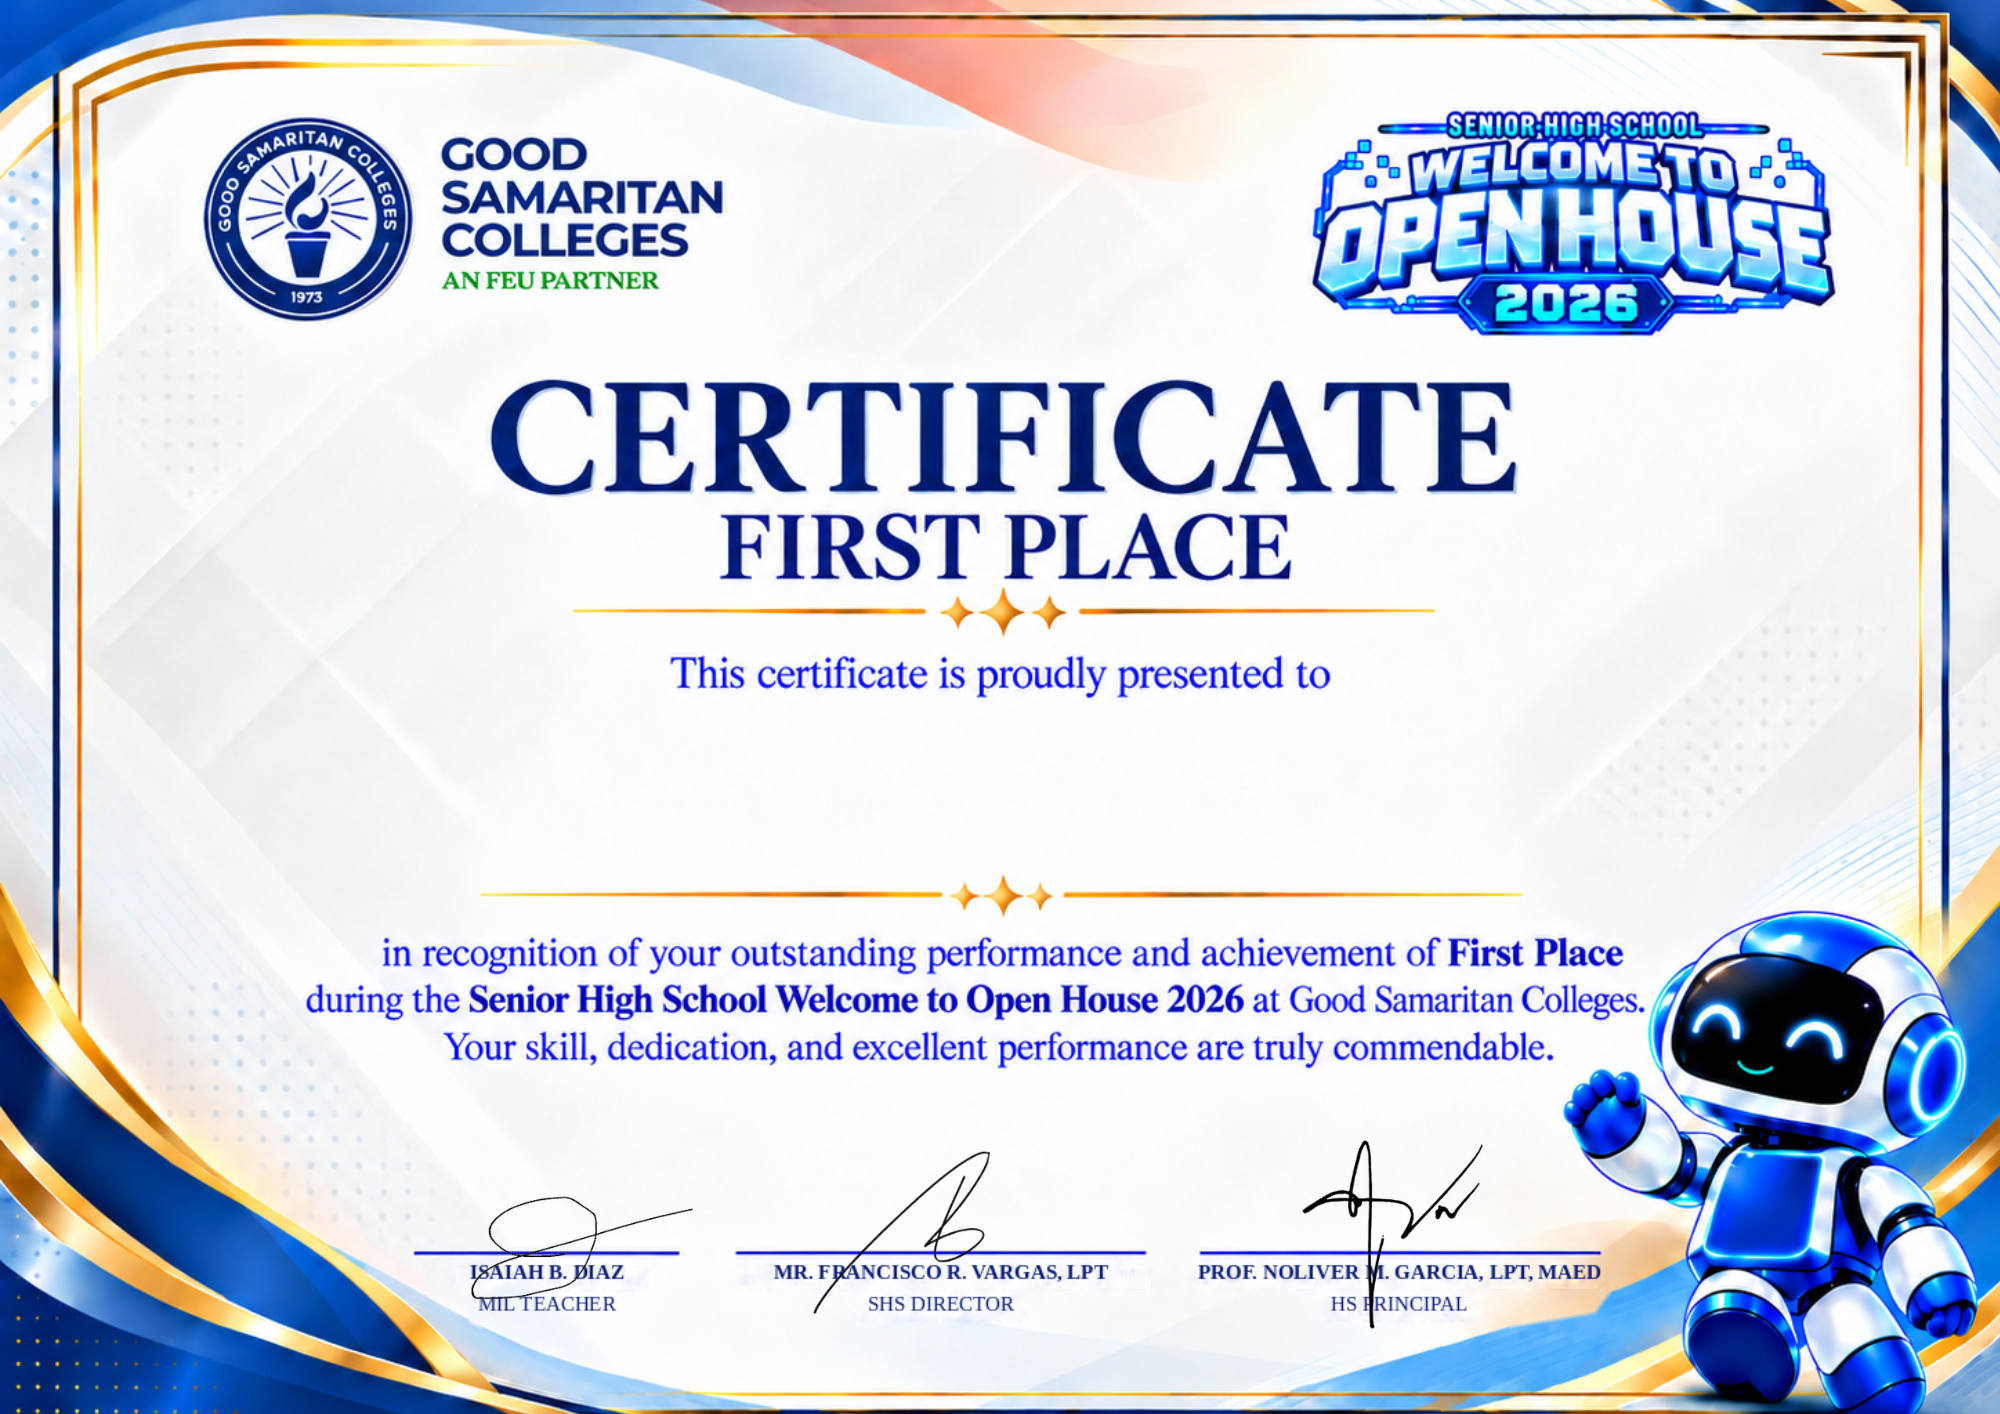 GOOD SAMARITAN COLLEGES
1973
GOOD
SAMARITAN
COLLEGES
AN FEU PARTNER
SENIOR HIGH SCHOOL
WELCOME TO
OPEN HOUSE
2026
CERTIFICATE
FIRST PLACE
This certificate is proudly presented to
in recognition of your outstanding performance and achievement of First Place
during the Senior High School Welcome to Open House 2026 at Good Samaritan Colleges.
Your skill, dedication, and excellent performance are truly commendable.
ISAIAH B. DIAZ
MIL TEACHER
MR. FRANCISCO R. VARGAS, LPT
SHS DIRECTOR
PROF. NOLIVER M. GARCIA, LPT, MAED
HS PRINCIPAL